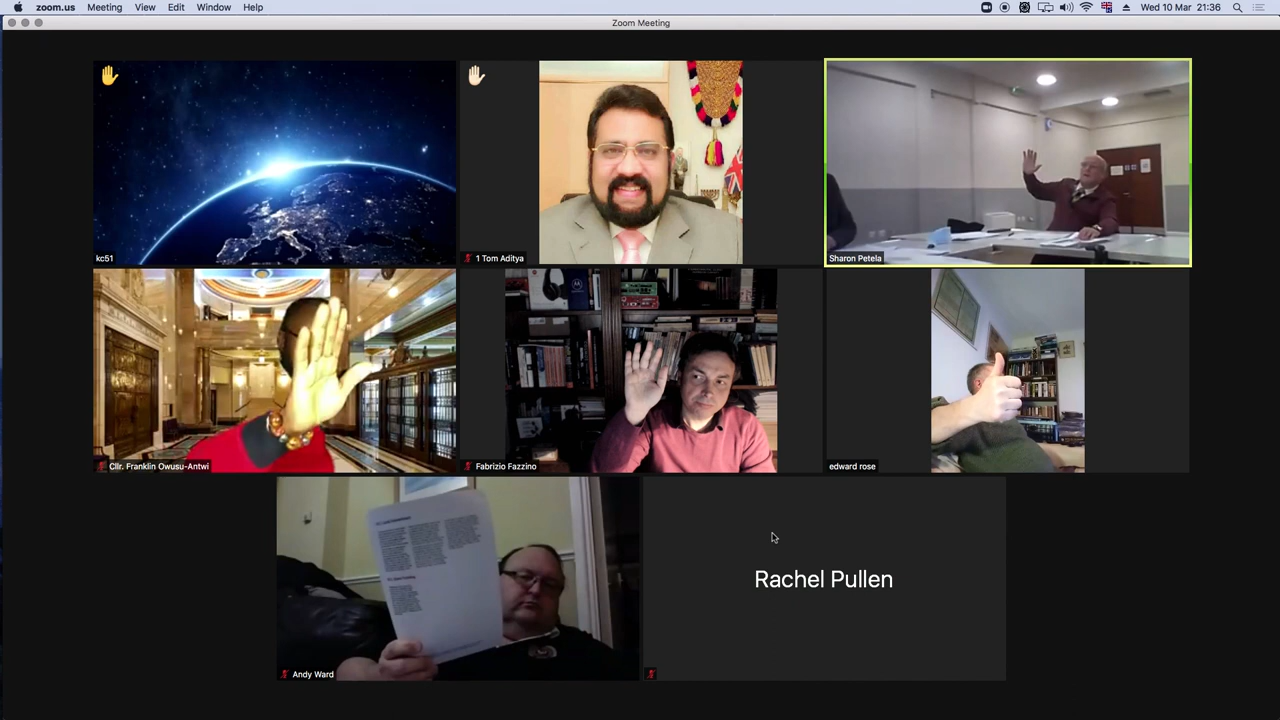 zoom.us Meeting View Edit Window Help Wed 10 Mar 21:36
Zoom Meeting
kc51
1 Tom Aditya
Sharon Petela
Cllr. Franklin Owusu-Antwi
Fabrizio Fazzino
edward rose
Rachel Pullen
Andy Ward